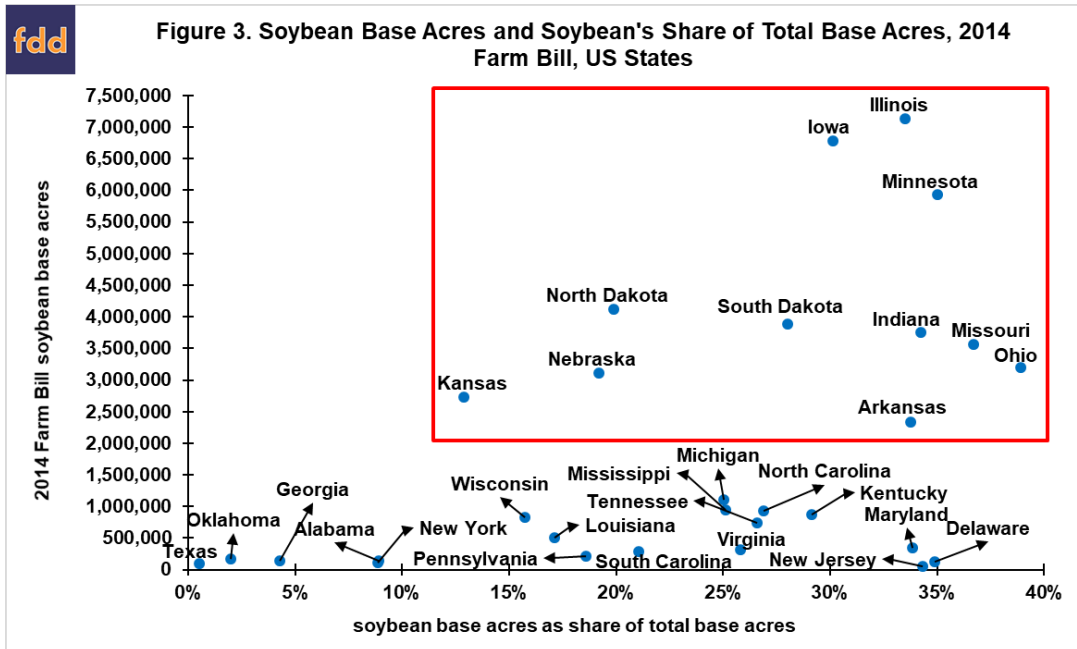 fdd
Figure 3. Soybean Base Acres and Soybean's Share of Total Base Acres, 2014
Farm Bill, US States
2014 Farm Bill soybean base acres
7,500,000
7,000,000
6,500,000
6,000,000
5,500,000
5,000,000
4,500,000
4,000,000
3,500,000
3,000,000
2,500,000
2,000,000
1,500,000
1,000,000
500,000
0
Illinois
Iowa
Minnesota
North Dakota
South Dakota
Indiana
Missouri
Ohio
Nebraska
Kansas
Arkansas
Michigan
Mississippi
North Carolina
Wisconsin
Georgia
Tennessee
Kentucky
Maryland
Oklahoma
Alabama
New York
Louisiana
Virginia
Delaware
Texas
Pennsylvania
South Carolina
New Jersey
0%
5%
10%
15%
20%
25%
30%
35%
40%
soybean base acres as share of total base acres